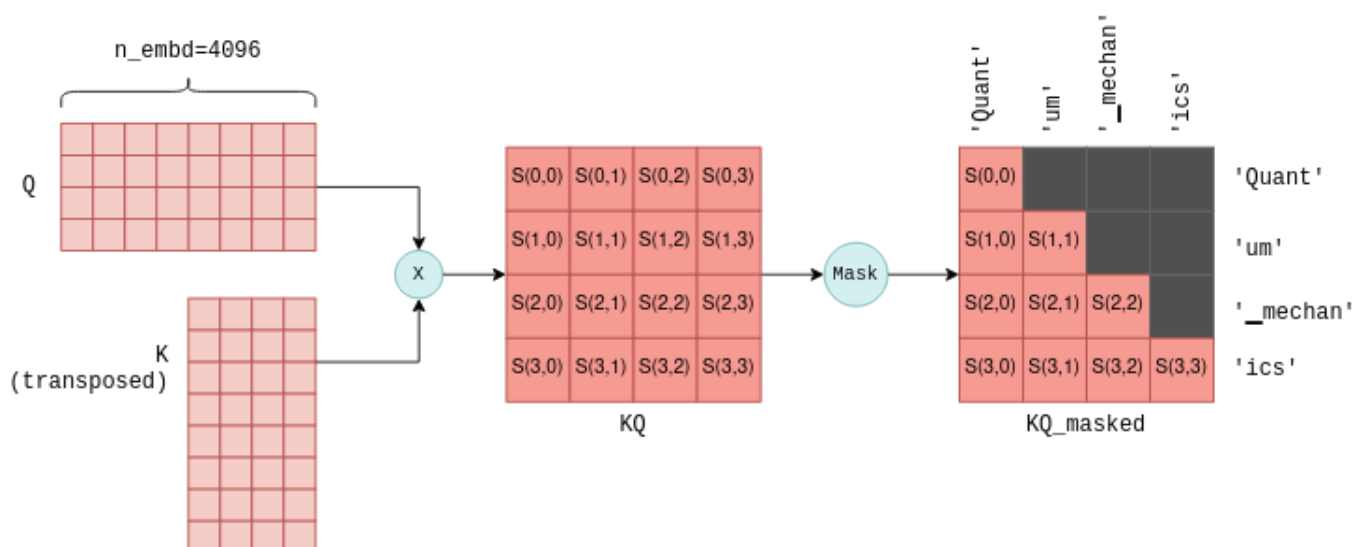 n_embd=4096
Q
K
(transposed)
X
S(0,0) S(0,1) S(0,2) S(0,3)
S(1,0) S(1,1) S(1,2) S(1,3)
S(2,0) S(2,1) S(2,2) S(2,3)
S(3,0) S(3,1) S(3,2) S(3,3)
KQ
Mask
'Quant' 'um' '_mechan' 'ics'
S(0,0) 'Quant'
S(1,0) S(1,1) 'um'
S(2,0) S(2,1) S(2,2) '_mechan'
S(3,0) S(3,1) S(3,2) S(3,3) 'ics'
KQ_masked